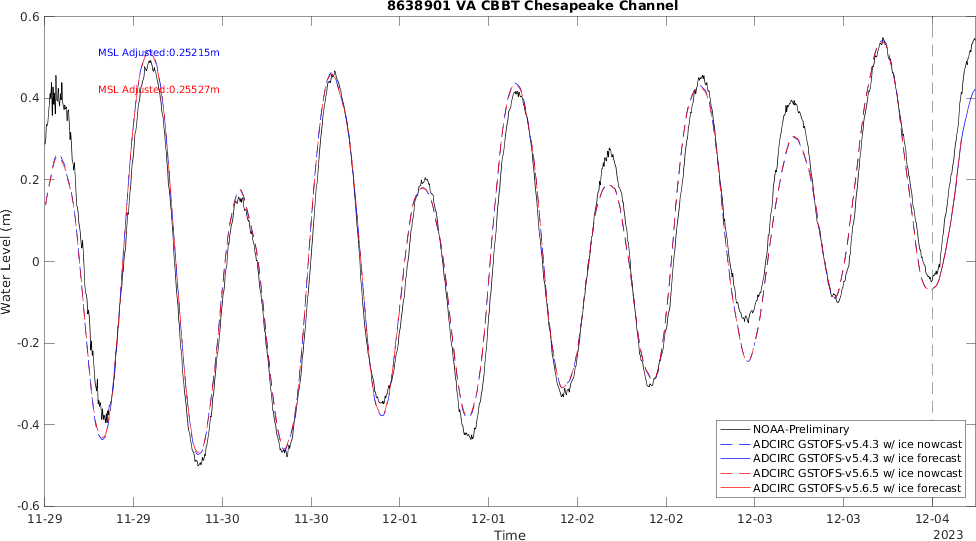 8638901 VA CBBT Chesapeake Channel
0.6
MSL Adjusted:0.25215m
MSL Adjusted:0.25527m
0.4
0.2
0
-0.2
-0.4
-0.6
Water Level (m)
NOAA-Preliminary
ADCIRC GSTOFS-v5.4.3 w/ ice nowcast
ADCIRC GSTOFS-v5.4.3 w/ ice forecast
ADCIRC GSTOFS-v5.6.5 w/ ice nowcast
ADCIRC GSTOFS-v5.6.5 w/ ice forecast
11-29 11-29 11-30 11-30 12-01 12-01 12-02 12-02 12-03 12-03 12-04
Time
2023